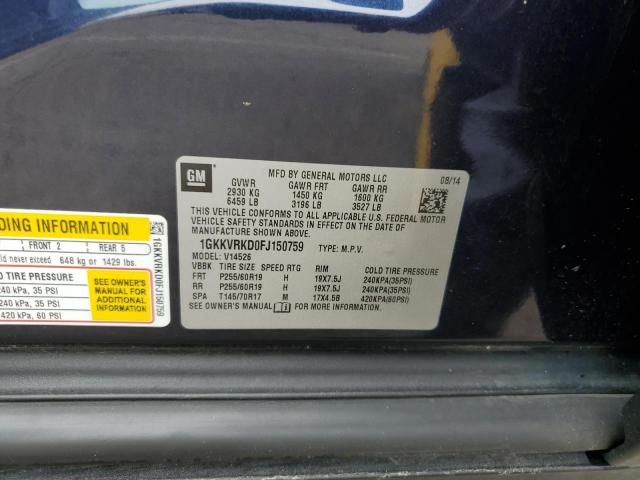 GM
MFD BY GENERAL MOTORS LLC
08/14
GVWR GAWR FRT GAWR RR
2930 KG 1450 KG 1600 KG
6459 LB 3196 LB 3527 LB
THIS VEHICLE CONFORMS TO ALL APPLICABLE U.S. FEDERAL MOTOR
VEHICLE SAFETY STANDARDS IN EFFECT ON THE DATE OF
MANUFACTURE SHOWN ABOVE.
1GKKVRKD0FJ150759 TYPE: M.P.V.
MODEL: V14526
VBBK TIRE SIZE SPEED RTG RIM COLD TIRE PRESSURE
FRT P255/60R19 H 19X7.5J 240KPA(35PSI)
RR P255/60R19 H 19X7.5J 240KPA(35PSI)
SPA T145/70R17 M 17X4.5B 420KPA(60PSI)
SEE OWNER'S MANUAL FOR MORE INFORMATION.
DING INFORMATION
FRONT 2 REAR 5
ld never exceed 648 kg or 1429 lbs.
COLD TIRE PRESSURE
240 kPa, 35 PSI
240 kPa, 35 PSI
420 kPa, 60 PSI
SEE OWNER'S
MANUAL FOR
ADDITIONAL
INFORMATION
1GKKVRKD0FJ150759